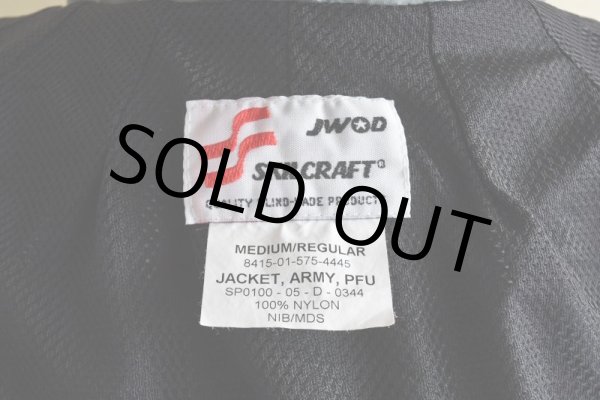 JWOD
SKILCRAFT®
QUALITY BLIND-MADE PRODUCTS
SOLD OUT
MEDIUM/REGULAR
8415-01-575-4445
JACKET, ARMY, PFU
SP0100 - 05 - D - 0344
100% NYLON
NIB/MDS